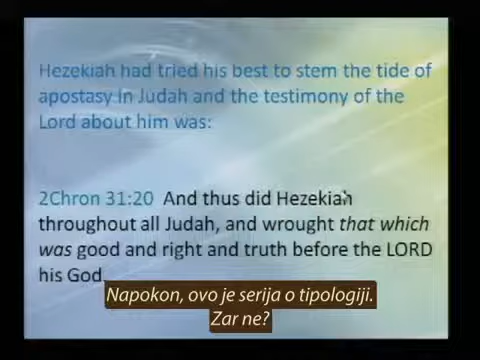 Hezekiah had tried his best to stem the tide of
apostasy in Judah and the testimony of the
Lord about him was:
2Chron 31:20 And thus did Hezekiah
throughout all Judah, and wrought that which
was good and right and truth before the LORD
his God
Napokon, ovo je serija o tipologiji.
Zar ne?